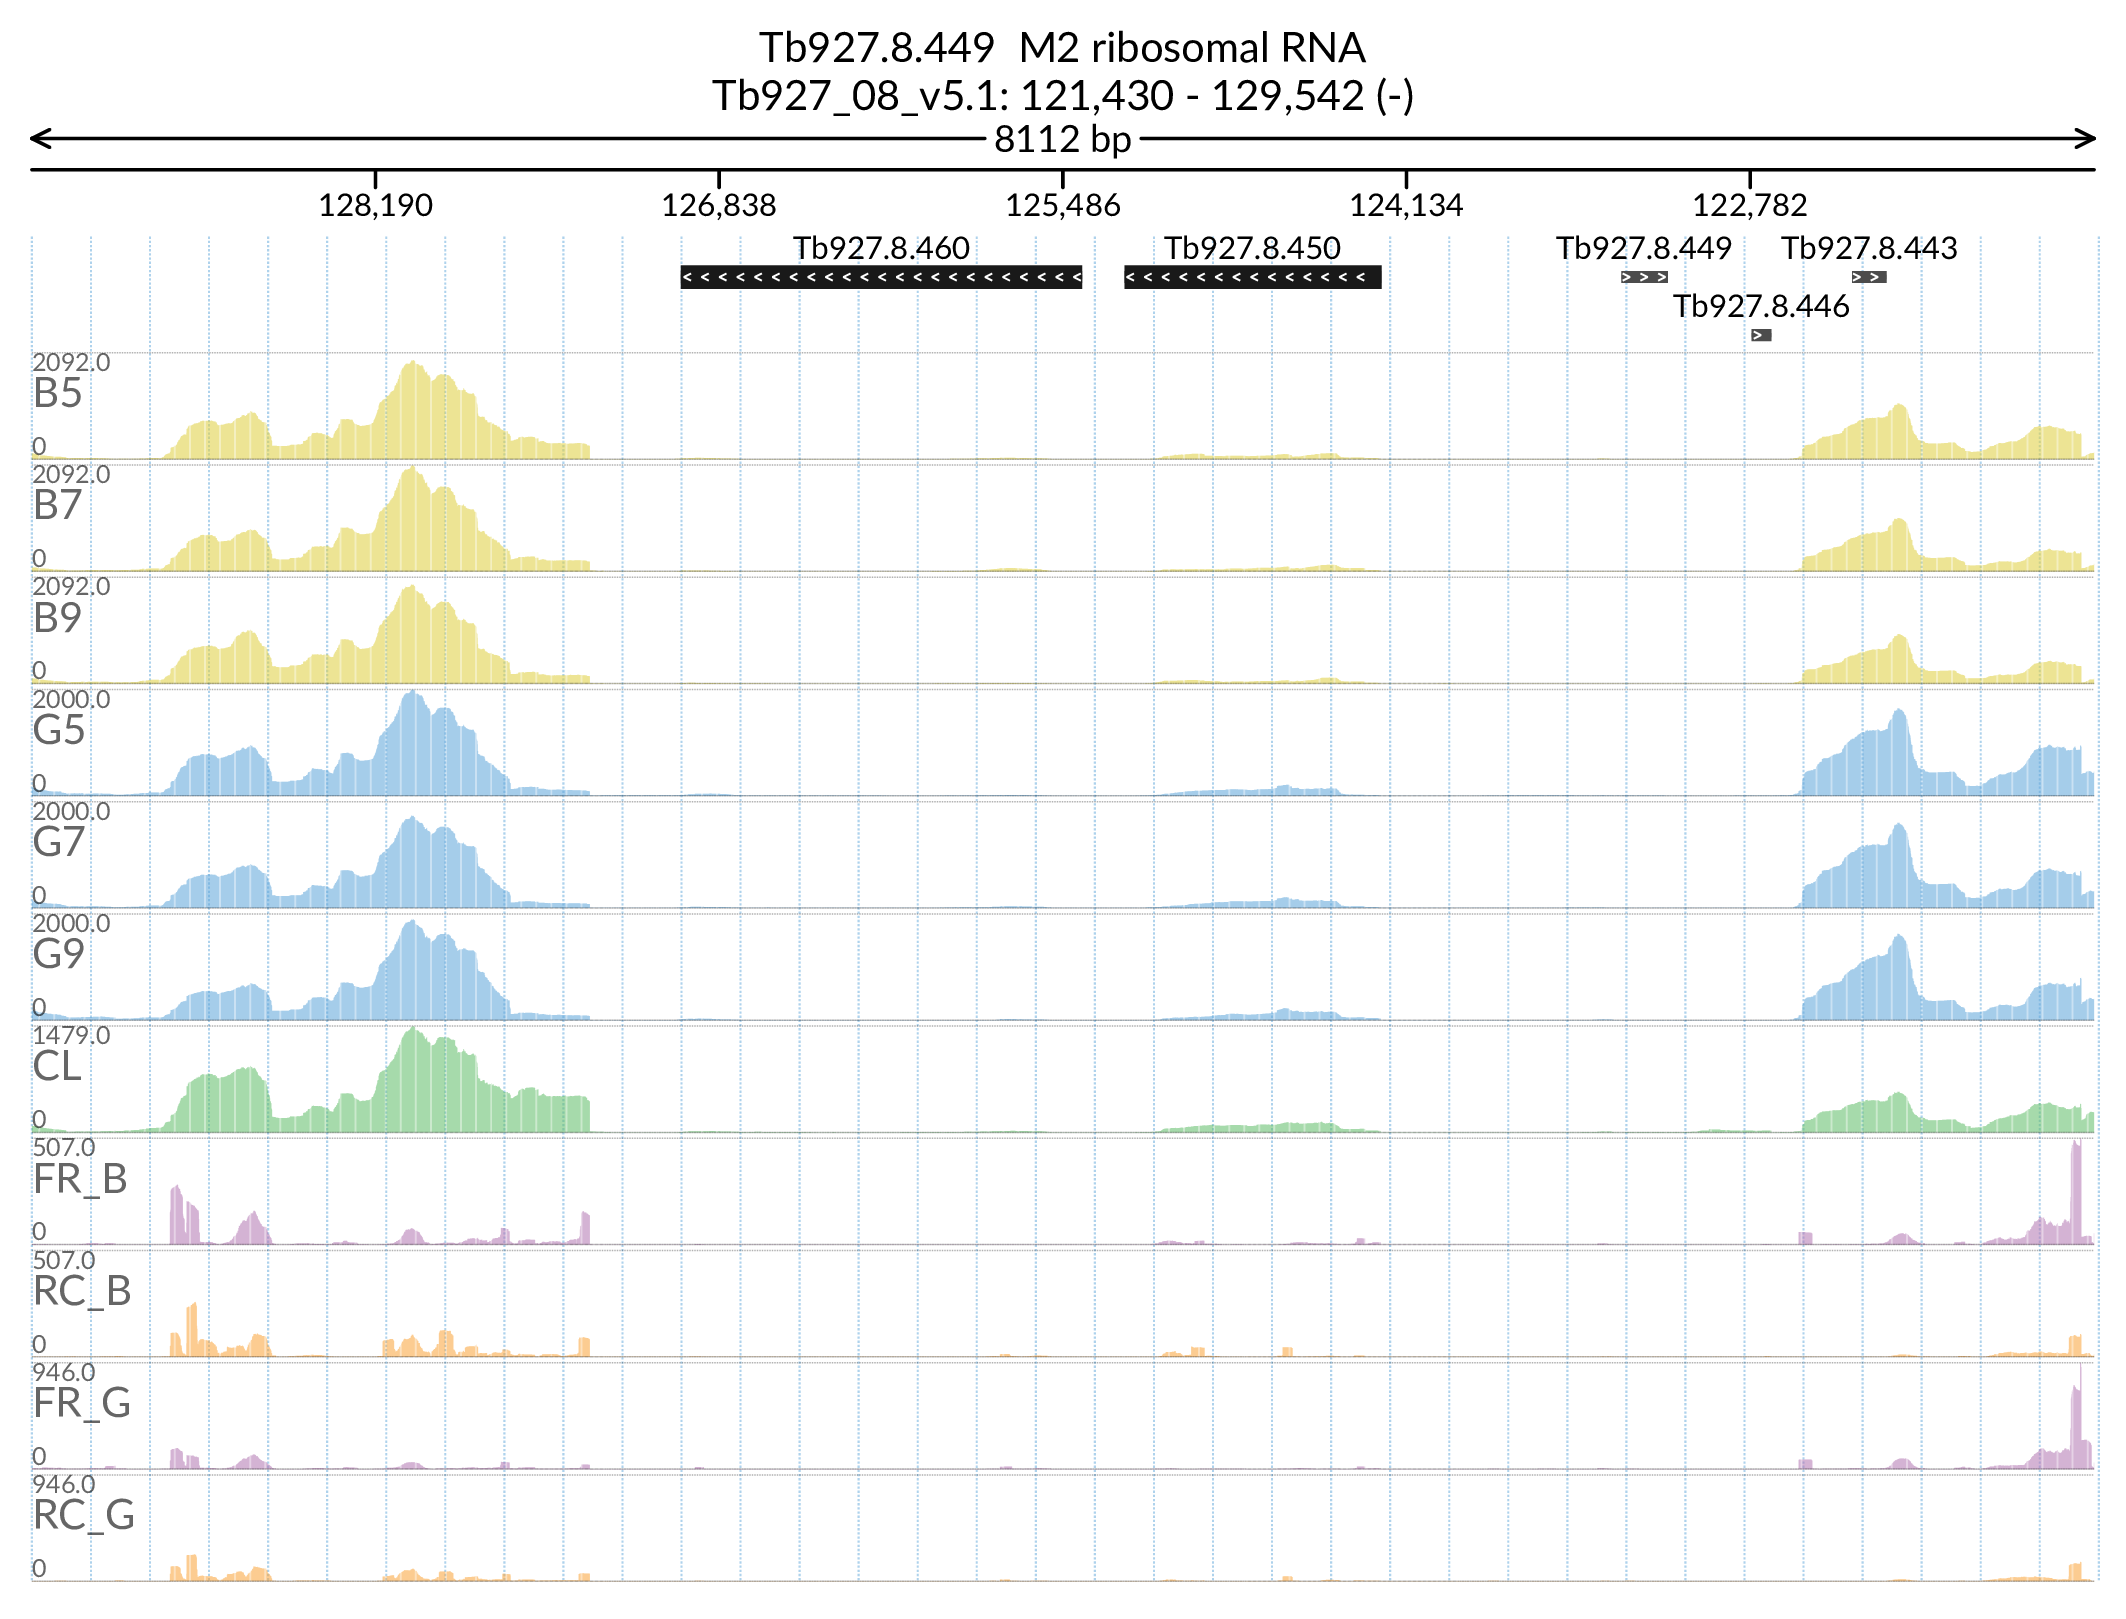 Tb927.8.449  M2 ribosomal RNA
Tb927_08_v5.1: 121,430 - 129,542 (-)
8112 bp
128,190 126,838 125,486 124,134 122,782
Tb927.8.460 Tb927.8.450 Tb927.8.449 Tb927.8.443
Tb927.8.446
2092.0
B5
0
2092.0
B7
0
2092.0
B9
0
2000.0
G5
0
2000.0
G7
0
2000.0
G9
0
1479.0
CL
0
507.0
FR_B
0
507.0
RC_B
0
946.0
FR_G
0
946.0
RC_G
0